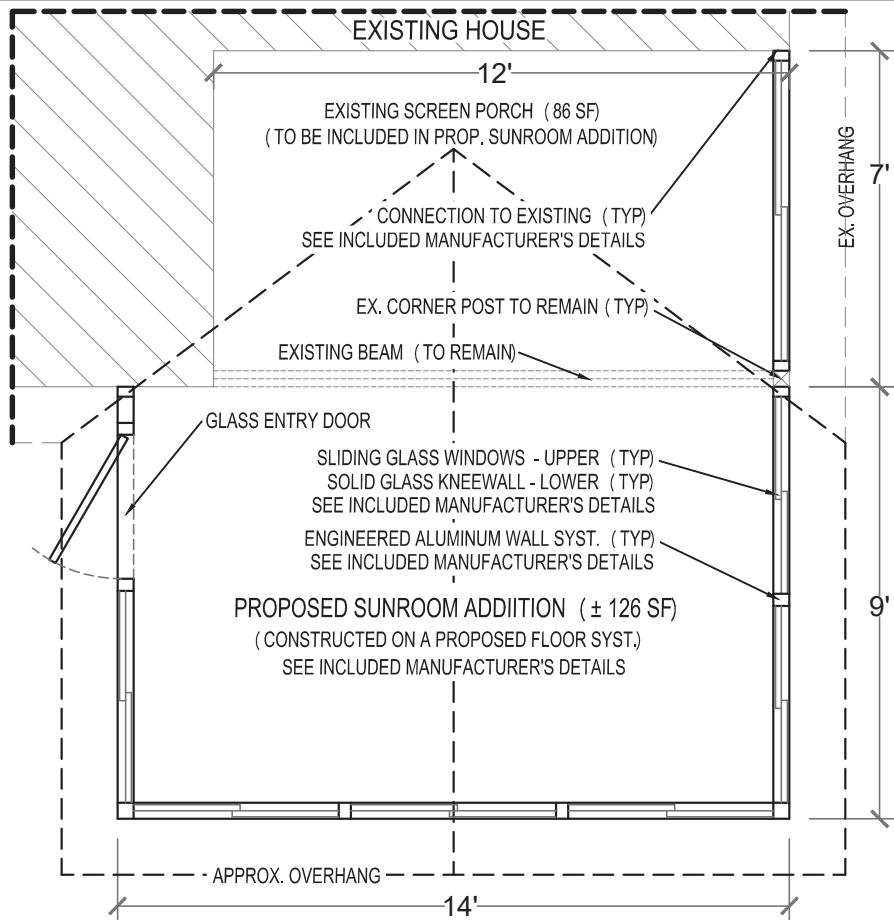 EXISTING HOUSE
12'
EXISTING SCREEN PORCH (86 SF)
(TO BE INCLUDED IN PROP. SUNROOM ADDITION)
EX. OVERHANG
7'
CONNECTION TO EXISTING (TYP)
SEE INCLUDED MANUFACTURER'S DETAILS
EX. CORNER POST TO REMAIN (TYP)
EXISTING BEAM (TO REMAIN)
GLASS ENTRY DOOR
SLIDING GLASS WINDOWS - UPPER (TYP)
SOLID GLASS KNEEWALL - LOWER (TYP)
SEE INCLUDED MANUFACTURER'S DETAILS
ENGINEERED ALUMINUM WALL SYST. (TYP)
SEE INCLUDED MANUFACTURER'S DETAILS
9'
PROPOSED SUNROOM ADDIITION (± 126 SF)
(CONSTRUCTED ON A PROPOSED FLOOR SYST.)
SEE INCLUDED MANUFACTURER'S DETAILS
APPROX. OVERHANG
14'